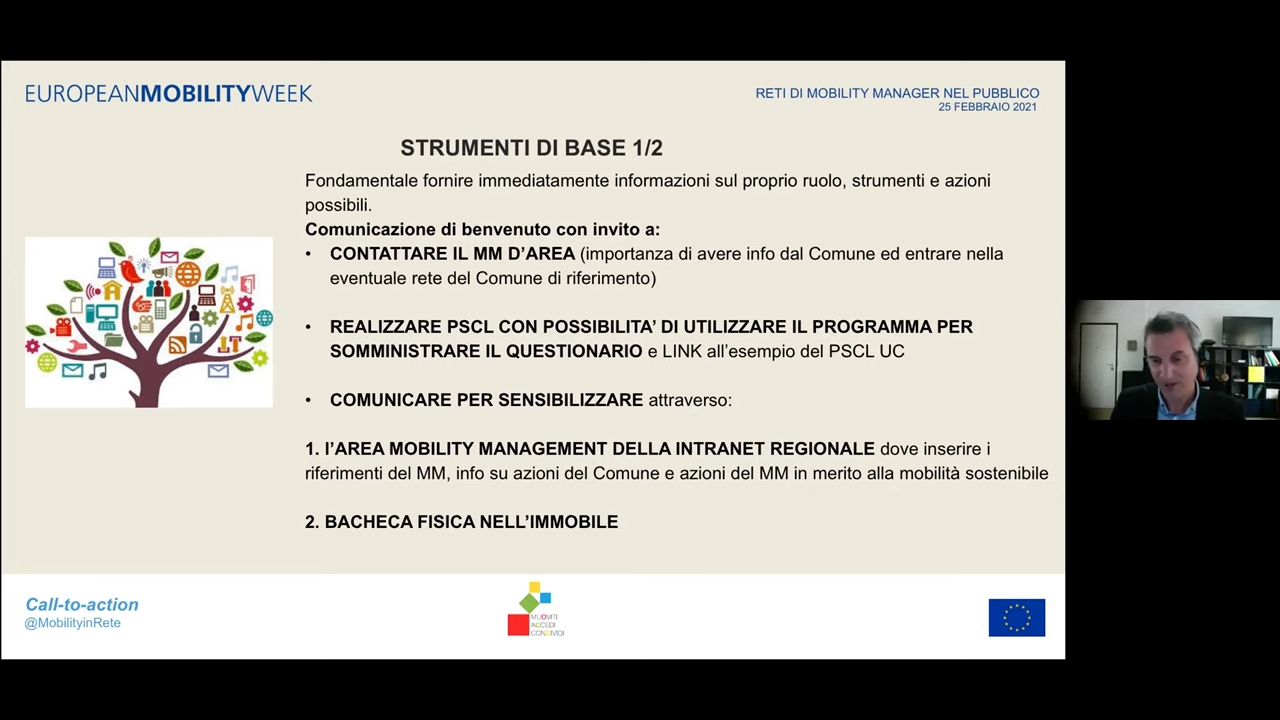 EUROPEANMOBILITYWEEK
RETI DI MOBILITY MANAGER NEL PUBBLICO
25 FEBBRAIO 2021
STRUMENTI DI BASE 1/2
Fondamentale fornire immediatamente informazioni sul proprio ruolo, strumenti e azioni
possibili.
Comunicazione di benvenuto con invito a:
• CONTATTARE IL MM D’AREA (importanza di avere info dal Comune ed entrare nella
eventuale rete del Comune di riferimento)
• REALIZZARE PSCL CON POSSIBILITA’ DI UTILIZZARE IL PROGRAMMA PER
SOMMINISTRARE IL QUESTIONARIO e LINK all’esempio del PSCL UC
• COMUNICARE PER SENSIBILIZZARE attraverso:
1. l’AREA MOBILITY MANAGEMENT DELLA INTRANET REGIONALE dove inserire i
riferimenti del MM, info su azioni del Comune e azioni del MM in merito alla mobilità sostenibile
2. BACHECA FISICA NELL’IMMOBILE
Call-to-action
@MobilityinRete
MUOVITI
ACCEDI
CONDIVIDI